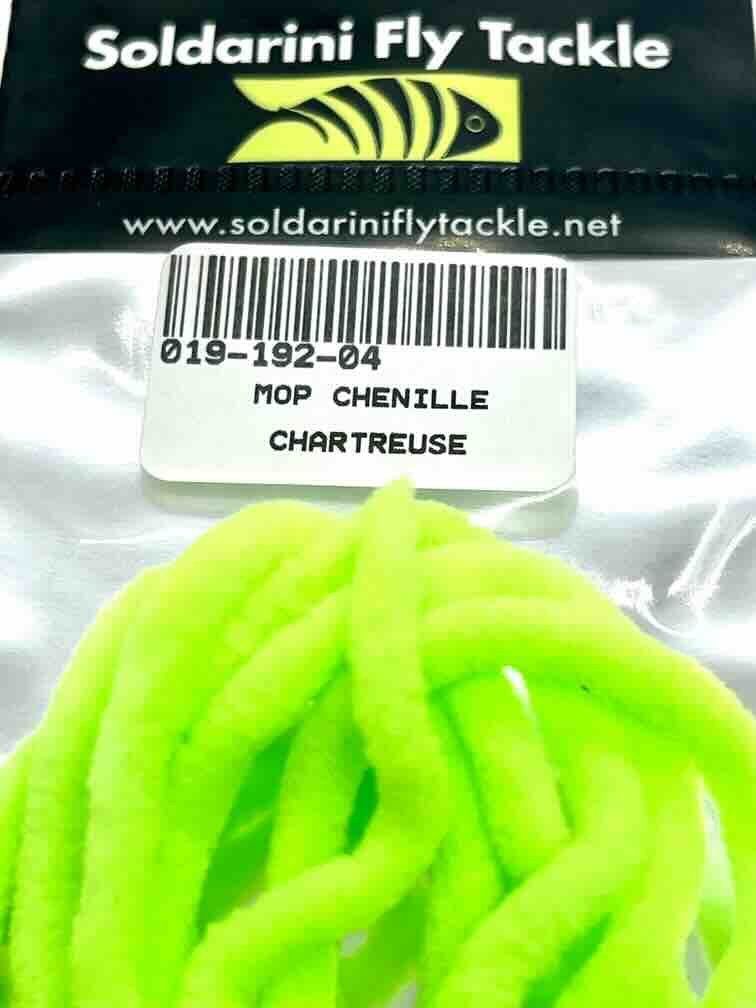 Soldarini Fly Tackle
www.soldariniflytackle.net
019-192-04
MOP CHENILLE
CHARTREUSE